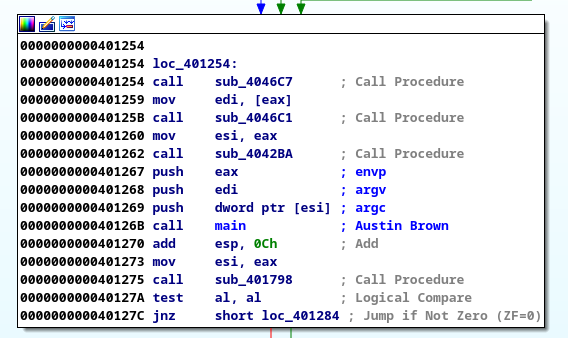 0000000000401254
0000000000401254 loc_401254:
0000000000401254 call    sub_4046C7      ; Call Procedure
0000000000401259 mov     edi, [eax]
000000000040125B call    sub_4046C1      ; Call Procedure
0000000000401260 mov     esi, eax
0000000000401262 call    sub_4042BA      ; Call Procedure
0000000000401267 push    eax             ; envp
0000000000401268 push    edi             ; argv
0000000000401269 push    dword ptr [esi] ; argc
000000000040126B call    main            ; Austin Brown
0000000000401270 add     esp, 0Ch        ; Add
0000000000401273 mov     esi, eax
0000000000401275 call    sub_401798      ; Call Procedure
000000000040127A test    al, al          ; Logical Compare
000000000040127C jnz     short loc_401284 ; Jump if Not Zero (ZF=0)